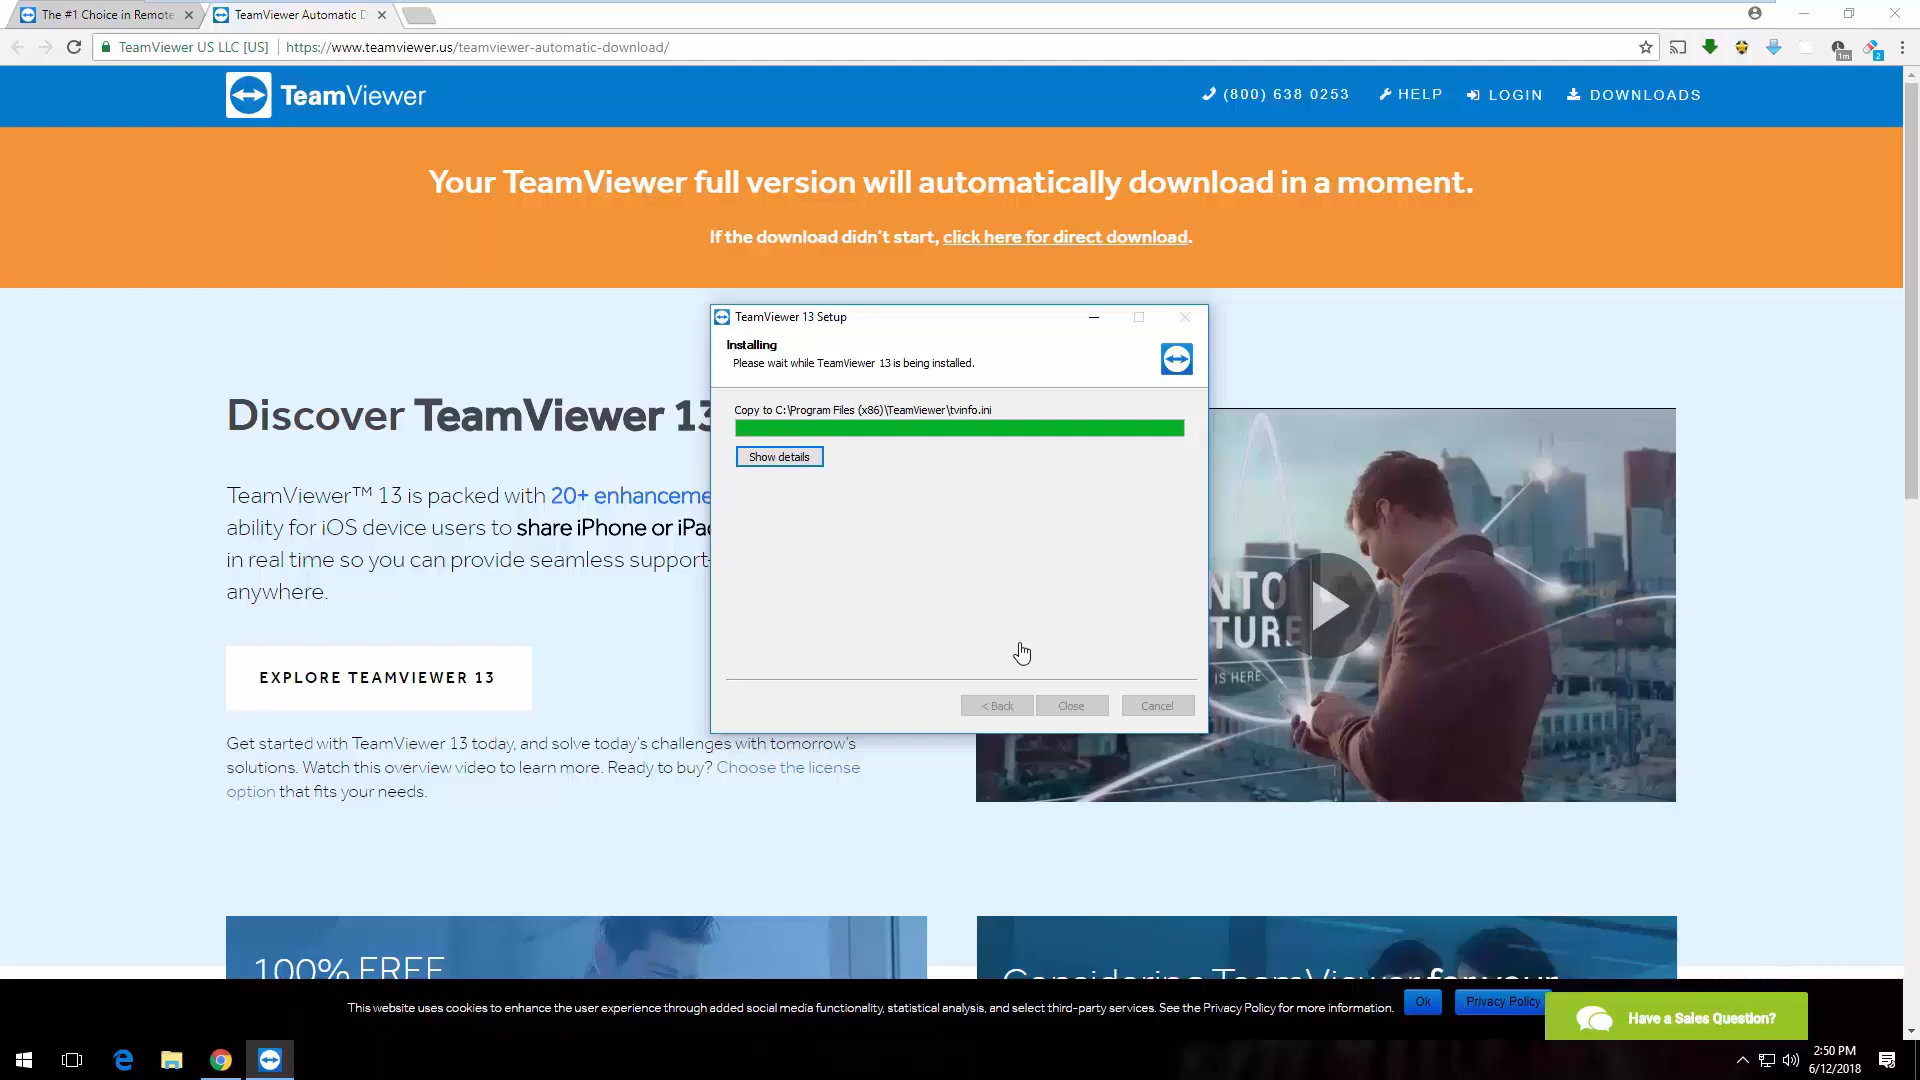 The #1 Choice in Remote
TeamViewer Automatic D
TeamViewer US LLC [US]
https://www.teamviewer.us/teamviewer-automatic-download/
1m
2
TeamViewer
(800) 638 0253
HELP
LOGIN
DOWNLOADS
Your TeamViewer full version will automatically download in a moment.
If the download didn't start, click here for direct download.
TeamViewer 13 Setup
Installing
Please wait while TeamViewer 13 is being installed.
Copy to C:\Program Files (x86)\TeamViewer\tvinfo.ini
Show details
< Back
Close
Cancel
Discover TeamViewer 13
TeamViewer™ 13 is packed with 20+ enhanceme
ability for iOS device users to share iPhone or iPad
in real time so you can provide seamless support-
anywhere.
EXPLORE TEAMVIEWER 13
Get started with TeamViewer 13 today, and solve today's challenges with tomorrow's
solutions. Watch this overview video to learn more. Ready to buy? Choose the license
option that fits your needs.
NTO
TURE
IS HERE
100% FREE
Considering TeamViewer for your
This website uses cookies to enhance the user experience through added social media functionality, statistical analysis, and select third-party services. See the Privacy Policy for more information.
Ok
Privacy Policy
Have a Sales Question?
2:50 PM
6/12/2018